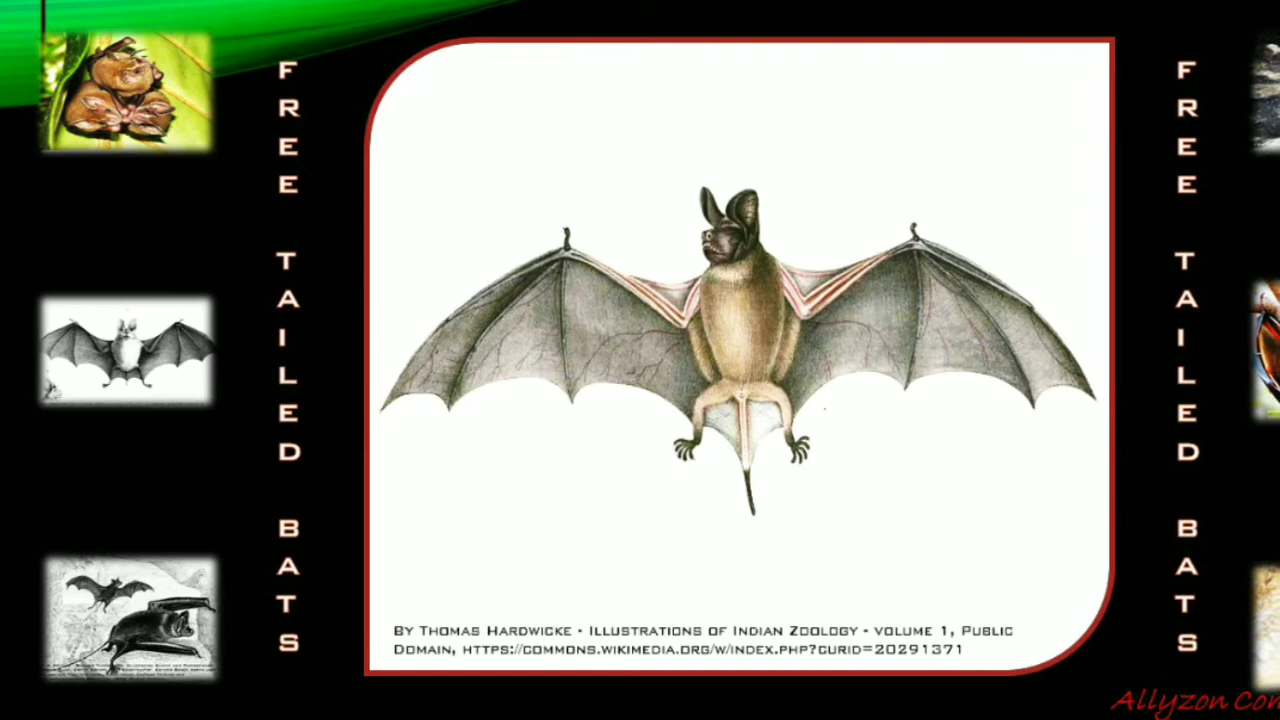 FREE TAILED BATS
FREE TAILED BATS
By Thomas Hardwicke - Illustrations of Indian Zoology - volume 1, Public
Domain, https://commons.wikimedia.org/w/index.php?curid=20291371
Allyzon Con